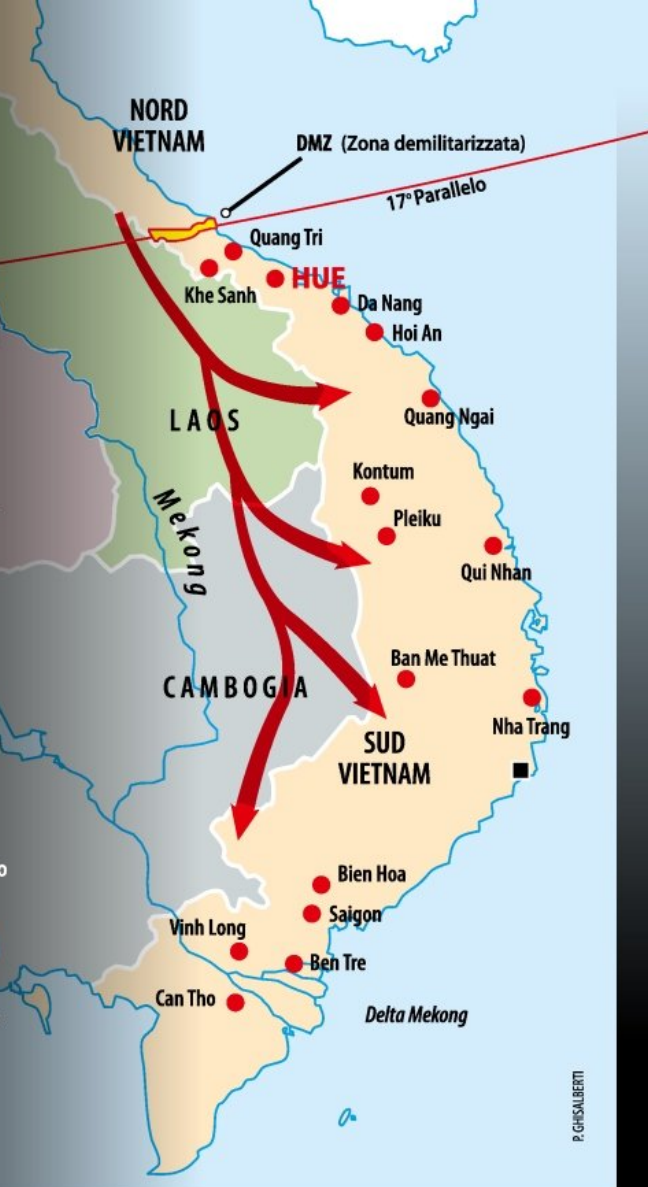 NORD
VIETNAM
DMZ (Zona demilitarizzata)
17° Parallelo
Quang Tri
Khe Sanh
HUE
Da Nang
Hoi An
LAOS
Quang Ngai
Kontum
Mekong
Pleiku
Qui Nhan
Ban Me Thuat
CAMBOGIA
Nha Trang
SUD
VIETNAM
Bien Hoa
Saigon
Vinh Long
Ben Tre
Can Tho
Delta Mekong
P. GHISALBERTI